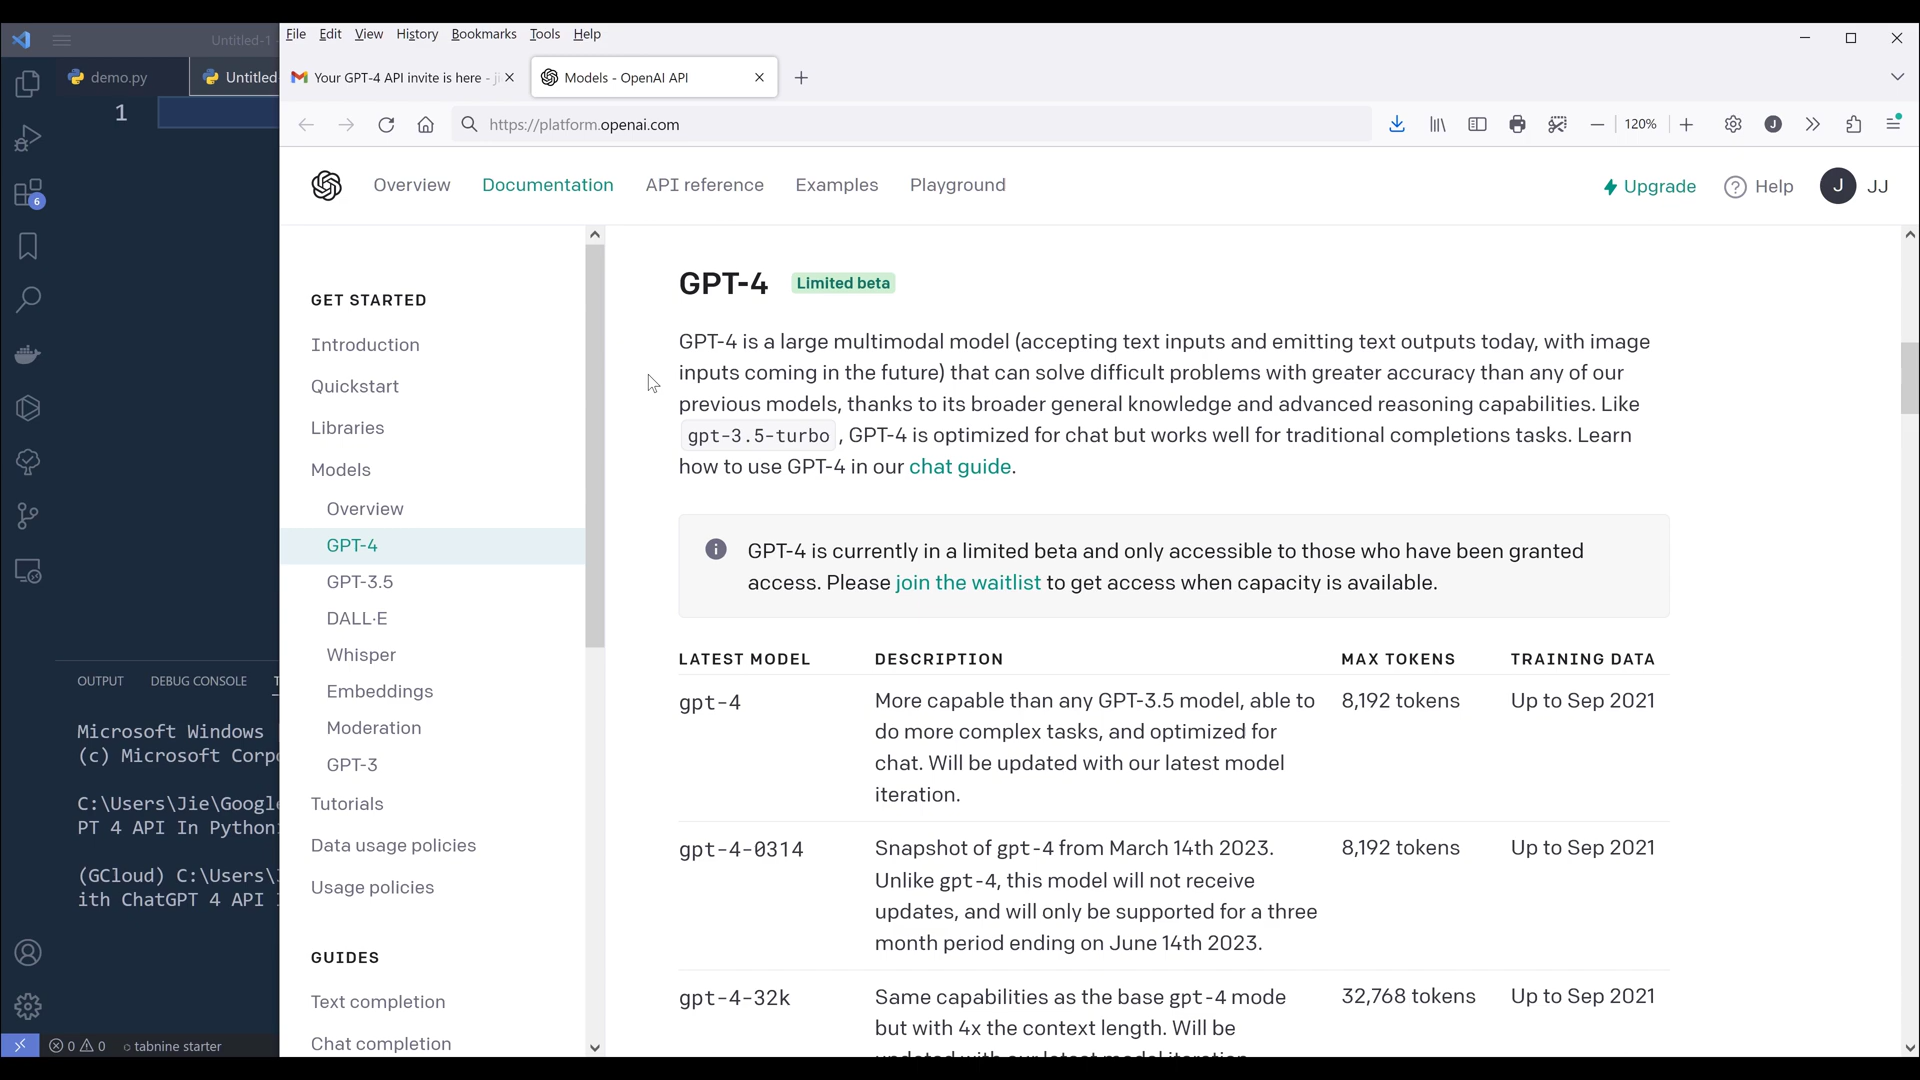 Untitled-1
File Edit View History Bookmarks Tools Help
demo.py
Untitled
Your GPT-4 API invite is here - ji
Models - OpenAI API
https://platform.openai.com
120%
J
1
Overview
Documentation
API reference
Examples
Playground
Upgrade
Help
J
JJ
6
GET STARTED
Introduction
Quickstart
Libraries
Models
Overview
GPT-4
GPT-3.5
DALL·E
Whisper
Embeddings
Moderation
GPT-3
Tutorials
Data usage policies
Usage policies
GUIDES
Text completion
Chat completion
GPT-4 Limited beta
GPT-4 is a large multimodal model (accepting text inputs and emitting text outputs today, with image
inputs coming in the future) that can solve difficult problems with greater accuracy than any of our
previous models, thanks to its broader general knowledge and advanced reasoning capabilities. Like
gpt-3.5-turbo , GPT-4 is optimized for chat but works well for traditional completions tasks. Learn
how to use GPT-4 in our chat guide.
GPT-4 is currently in a limited beta and only accessible to those who have been granted
access. Please join the waitlist to get access when capacity is available.
LATEST MODEL DESCRIPTION MAX TOKENS TRAINING DATA
gpt-4 More capable than any GPT-3.5 model, able to 8,192 tokens Up to Sep 2021
do more complex tasks, and optimized for
chat. Will be updated with our latest model
iteration.
gpt-4-0314 Snapshot of gpt-4 from March 14th 2023. 8,192 tokens Up to Sep 2021
Unlike gpt-4, this model will not receive
updates, and will only be supported for a three
month period ending on June 14th 2023.
gpt-4-32k Same capabilities as the base gpt-4 mode 32,768 tokens Up to Sep 2021
but with 4x the context length. Will be
updated with our latest model iteration.
OUTPUT DEBUG CONSOLE
Microsoft Windows
(c) Microsoft Corpo
C:\Users\Jie\Google
PT 4 API In Python
(GCloud) C:\Users\J
ith ChatGPT 4 API
0 0 tabnine starter